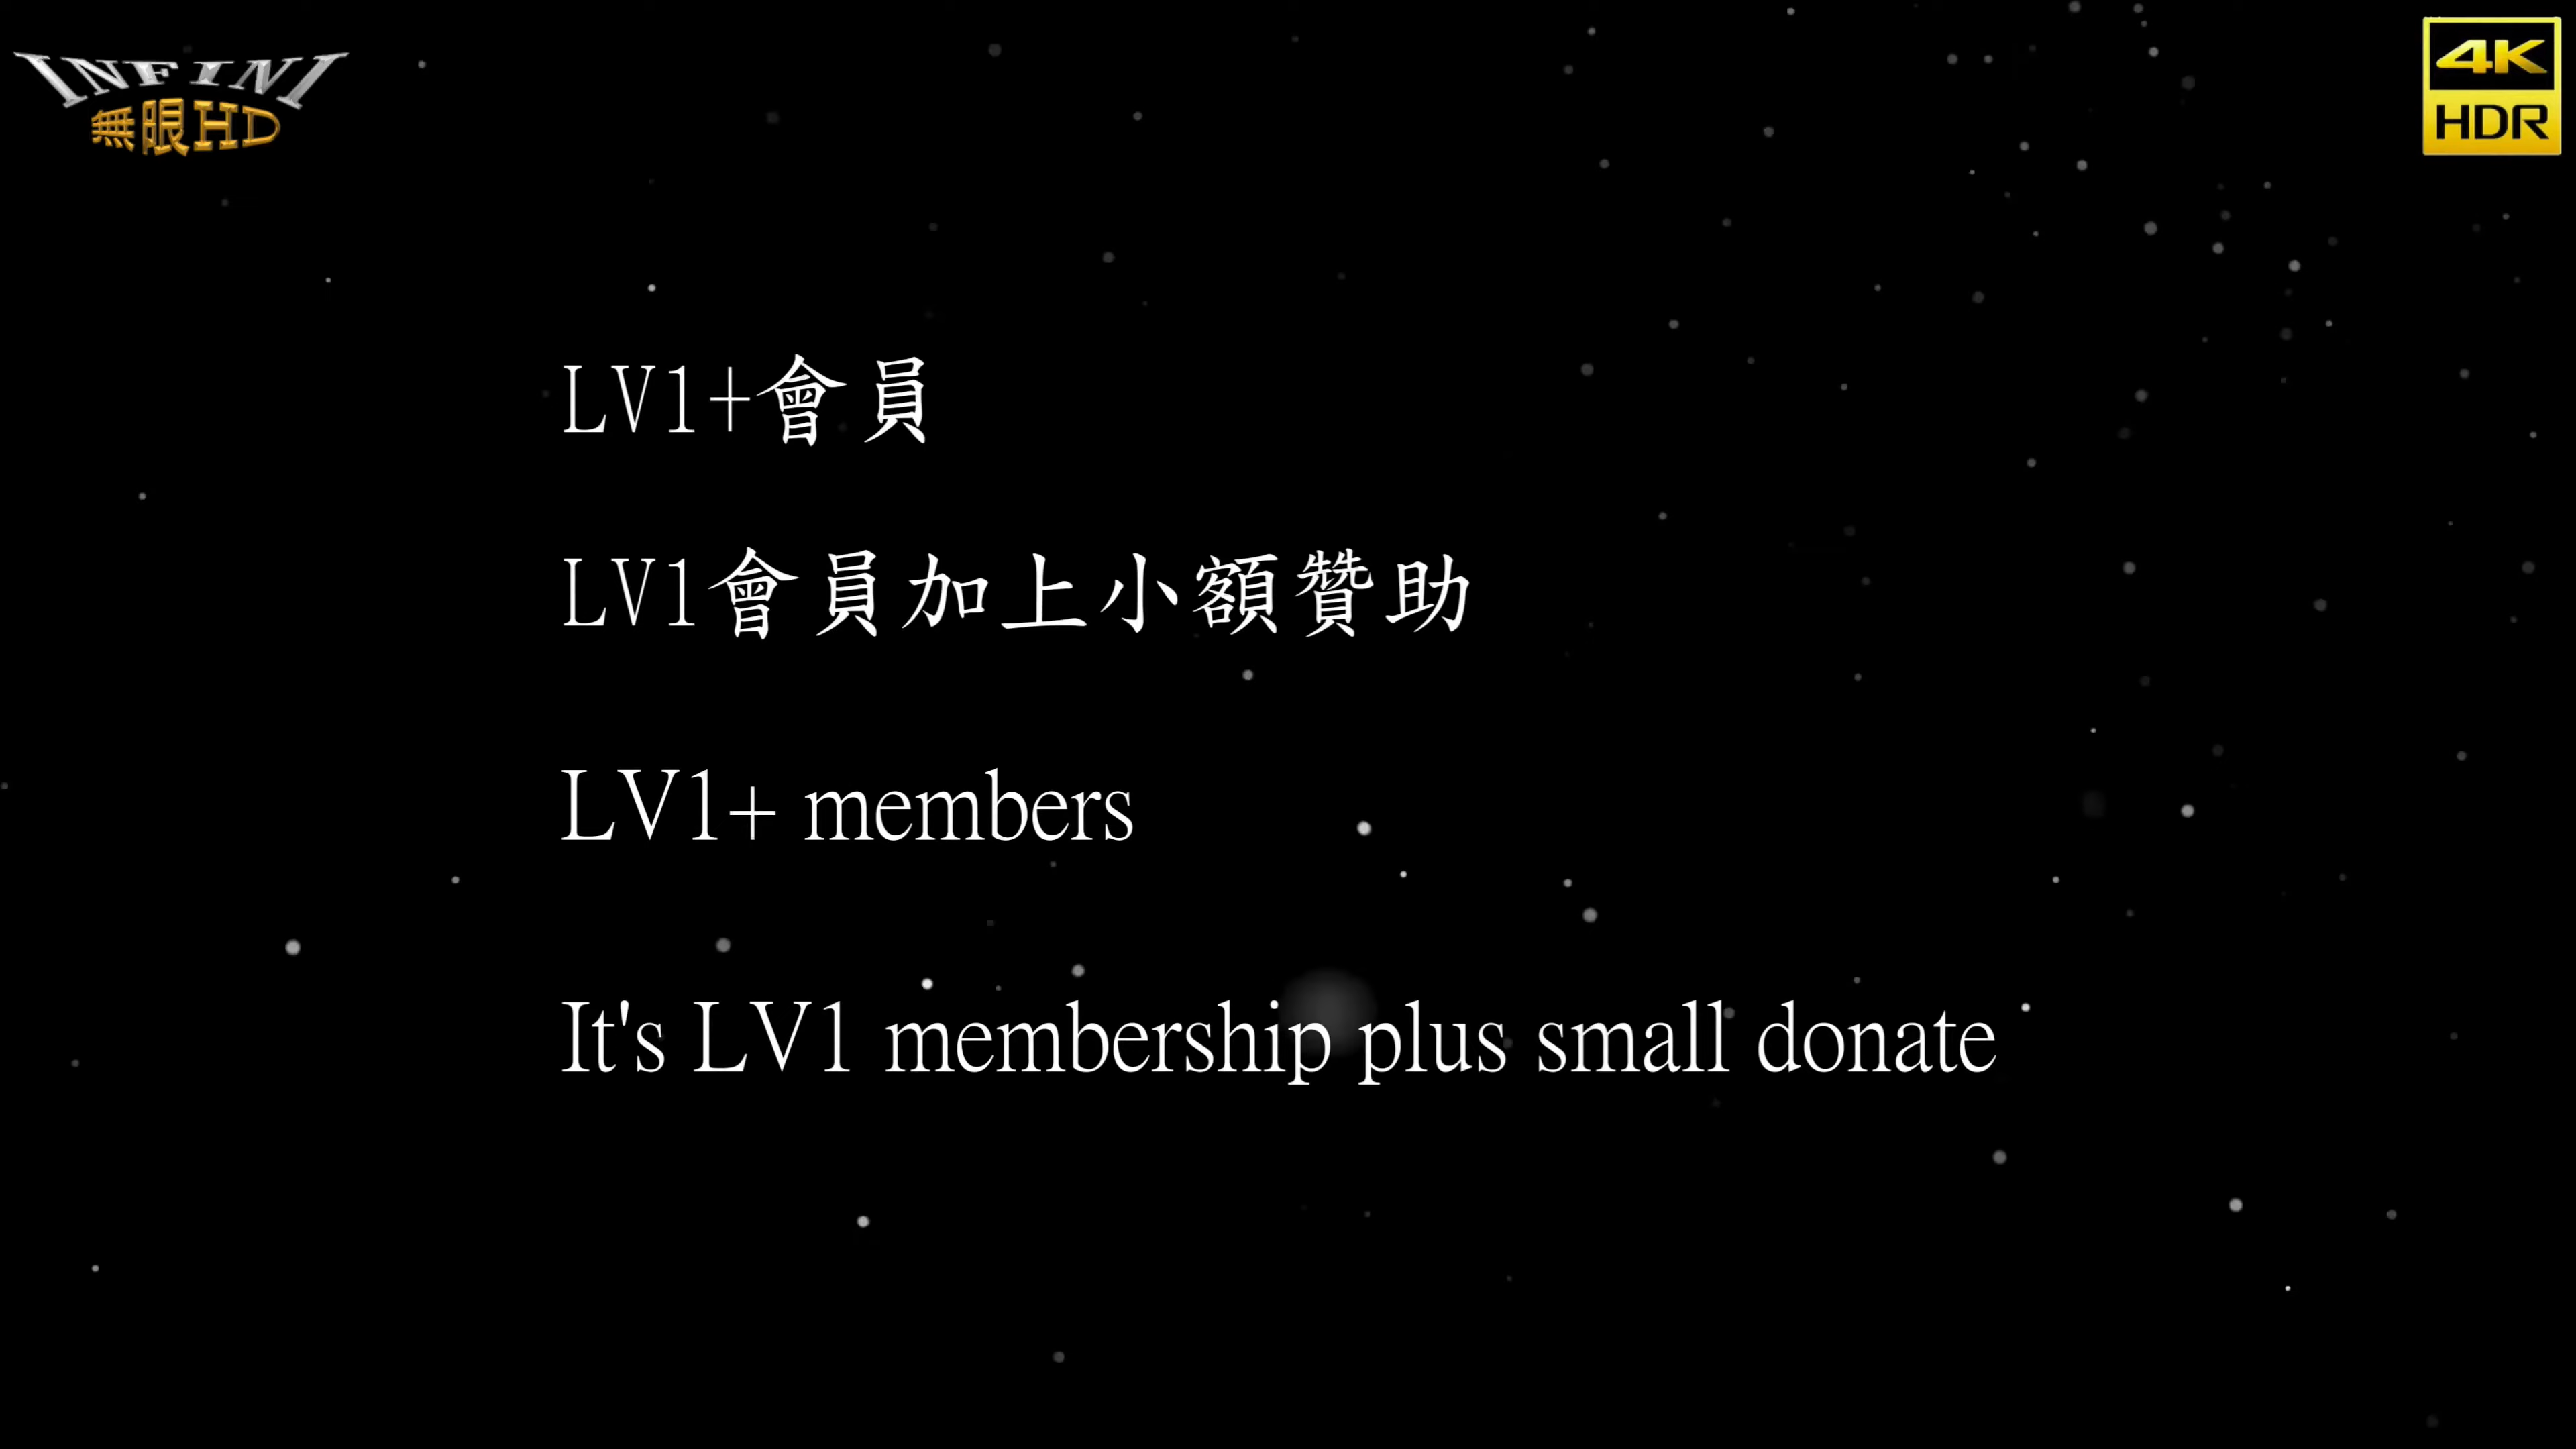 INFINI
無限HD
4K
HDR
LV1+會員
LV1會員加上小額贊助
LV1+ members
It's LV1 membership plus small donate